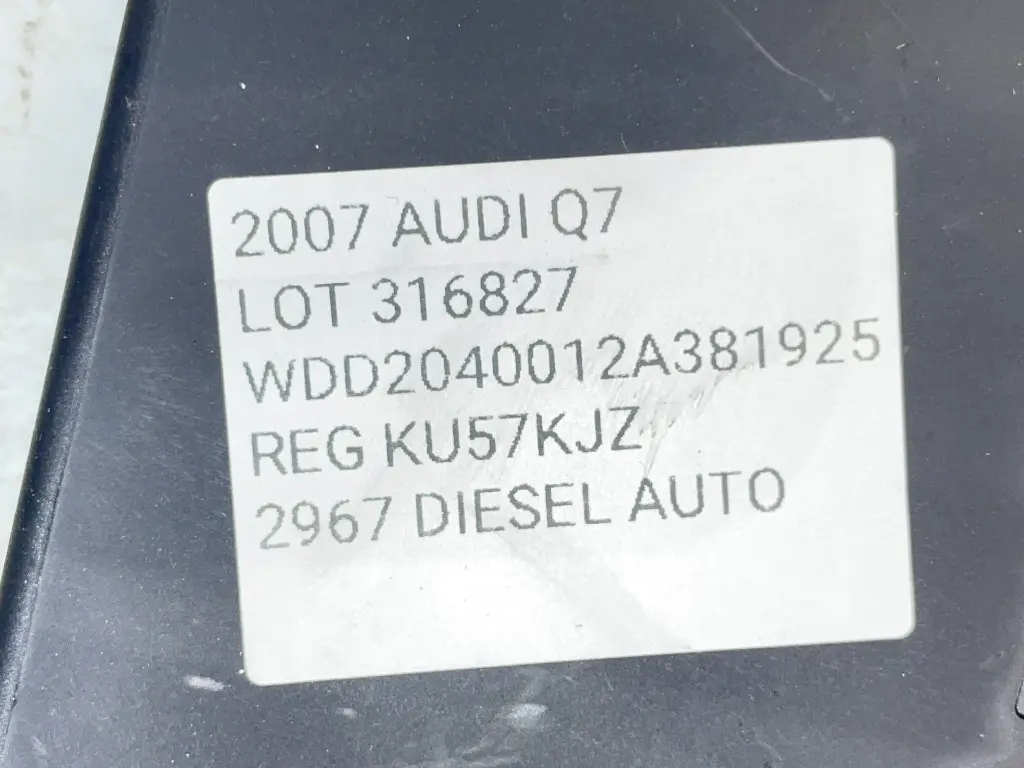 2007 AUDI Q7
LOT 316827
WDD2040012A381925
REG KU57KJZ
2967 DIESEL AUTO